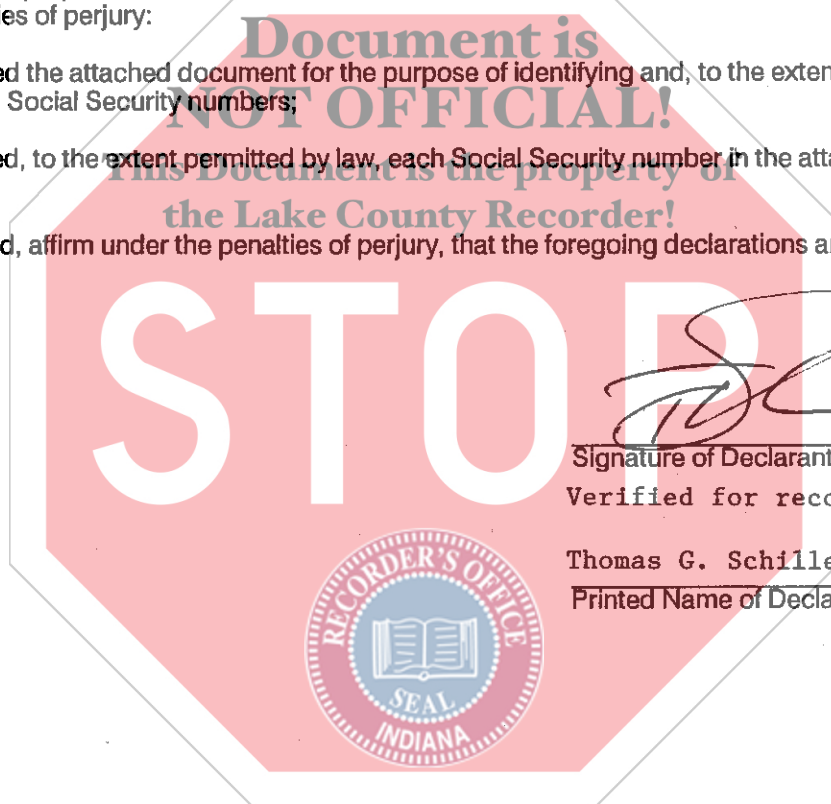 ies of perjury:
Document is
ed the attached document for the purpose of identifying and, to the exten
Social Security numbers;
NOT OFFICIAL!
ed, to the extent permitted by law, each Social Security number in the atta
This Document is the property of
the Lake County Recorder!
d, affirm under the penalties of perjury, that the foregoing declarations a
STOP
Signature of Declarant
Verified for reco
Thomas G. Schille
Printed Name of Decla
RECORDER'S OFFICE
SEAL
INDIANA